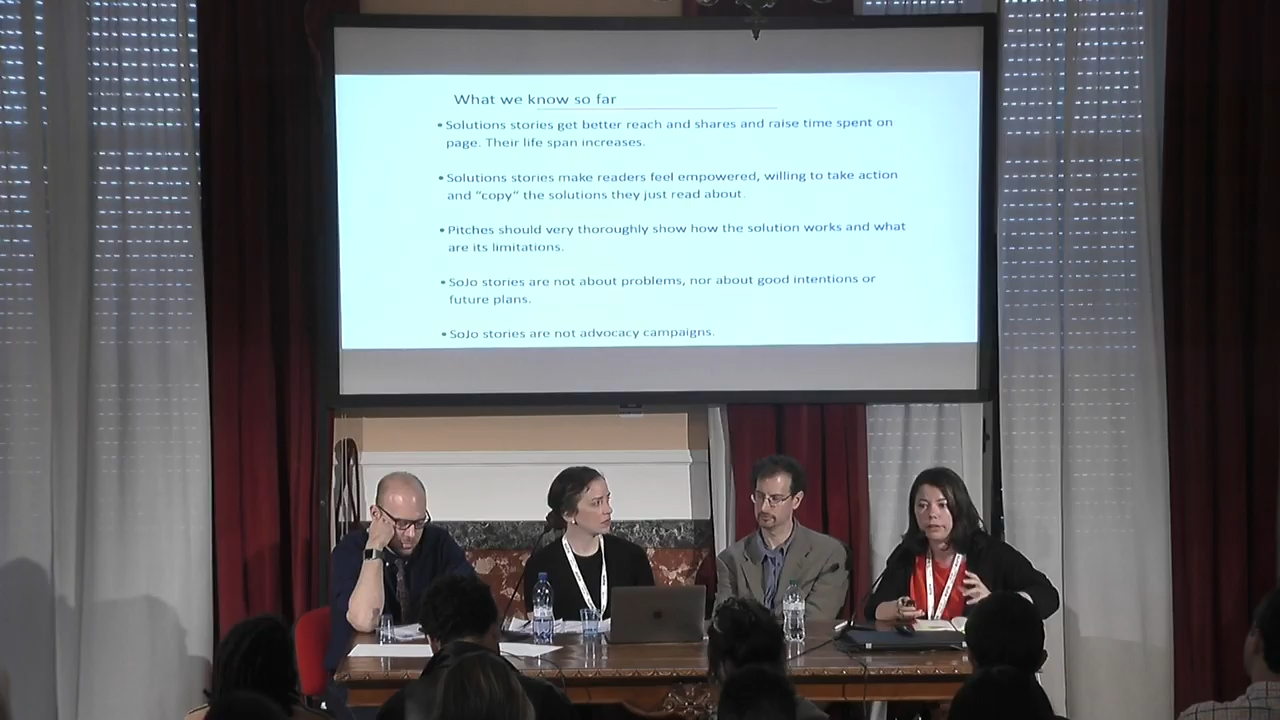 What we know so far
• Solutions stories get better reach and shares and raise time spent on
page. Their life span increases.
• Solutions stories make readers feel empowered, willing to take action
and “copy” the solutions they just read about.
• Pitches should very thoroughly show how the solution works and what
are its limitations.
• SoJo stories are not about problems, nor about good intentions or
future plans.
• SoJo stories are not advocacy campaigns.